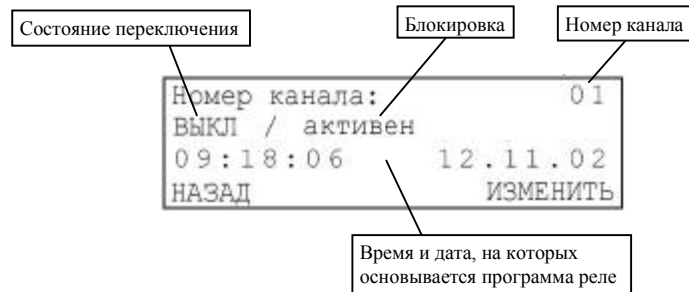 Состояние переключения
Блокировка
Номер канала
Номер канала: 01
ВЫКЛ / активен
09:18:06 12.11.02
НАЗАД ИЗМЕНИТЬ
Время и дата, на которых
основывается программа реле